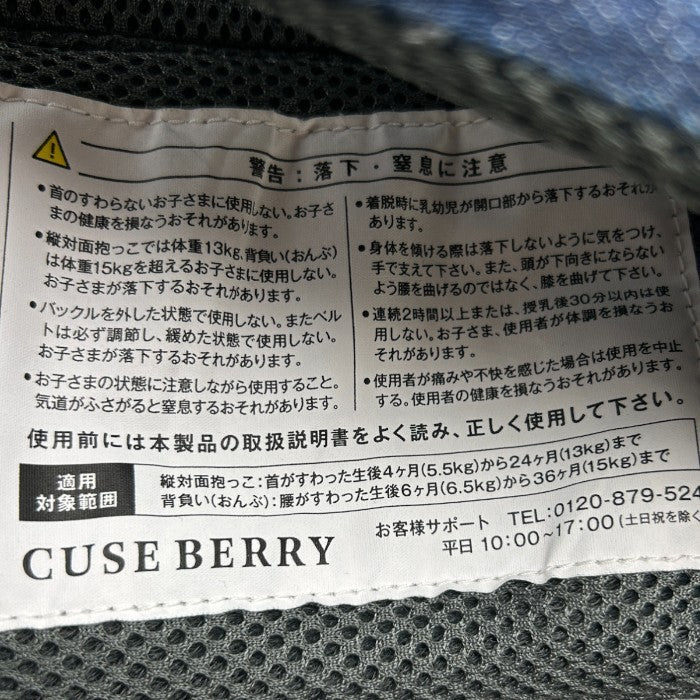 警告：落下・窒息に注意
●首のすわらないお子さまに使用しない。お子さ
まの健康を損なうおそれがあります。
●縦対面抱っこでは体重13kg、背負い（おんぶ）
は体重15kgを超えるお子さまに使用しない。
お子さまが落下するおそれがあります。
●バックルを外した状態で使用しない。またベル
トは必ず調節し、緩めた状態で使用しない。
お子さまが落下するおそれがあります。
●お子さまの状態に注意しながら使用すること。
気道がふさがると窒息するおそれがあります。
●着脱時に乳幼児が開口部から落下するおそれが
あります。
●身体を傾ける際は落下しないように気をつけ、
手で支えて下さい。また、頭が下向きにならない
よう腰を曲げるのではなく、膝を曲げて下さい。
●連続2時間以上または、授乳後30分以内は使
用しない。お子さま、使用者が体調を損なうお
それがあります。
●使用者が痛みや不快を感じた場合は使用を中止
する。使用者の健康を損なうおそれがあります。
使用前には本製品の取扱説明書をよく読み、正しく使用して下さい。
適用
対象範囲
縦対面抱っこ：首がすわった生後4ヶ月（5.5kg）から24ヶ月（13kg）まで
背負い（おんぶ）：腰がすわった生後6ヶ月（6.5kg）から36ヶ月（15kg）まで
CUSE BERRY
お客様サポート TEL:0120-879-524
平日 10:00〜17:00（土日祝を除く